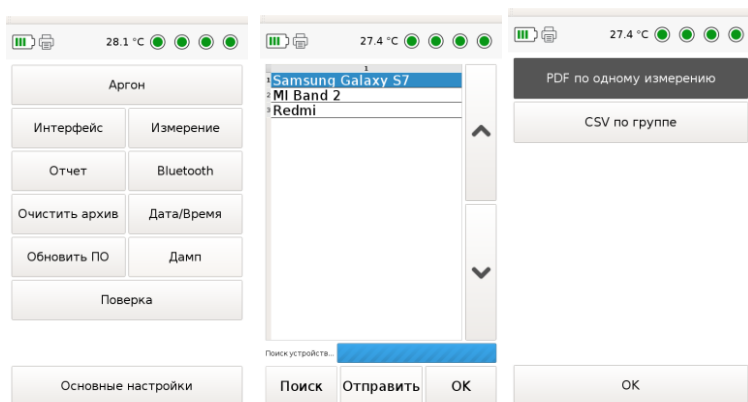 28.1 °C
Аргон
Интерфейс Измерение
Отчет Bluetooth
Очистить архив Дата/Время
Обновить ПО Дамп
Поверка
Основные настройки
27.4 °C
1
1 Samsung Galaxy S7
2 MI Band 2
3 Redmi
Поиск устройств...
Поиск Отправить OK
27.4 °C
PDF по одному измерению
CSV по группе
OK